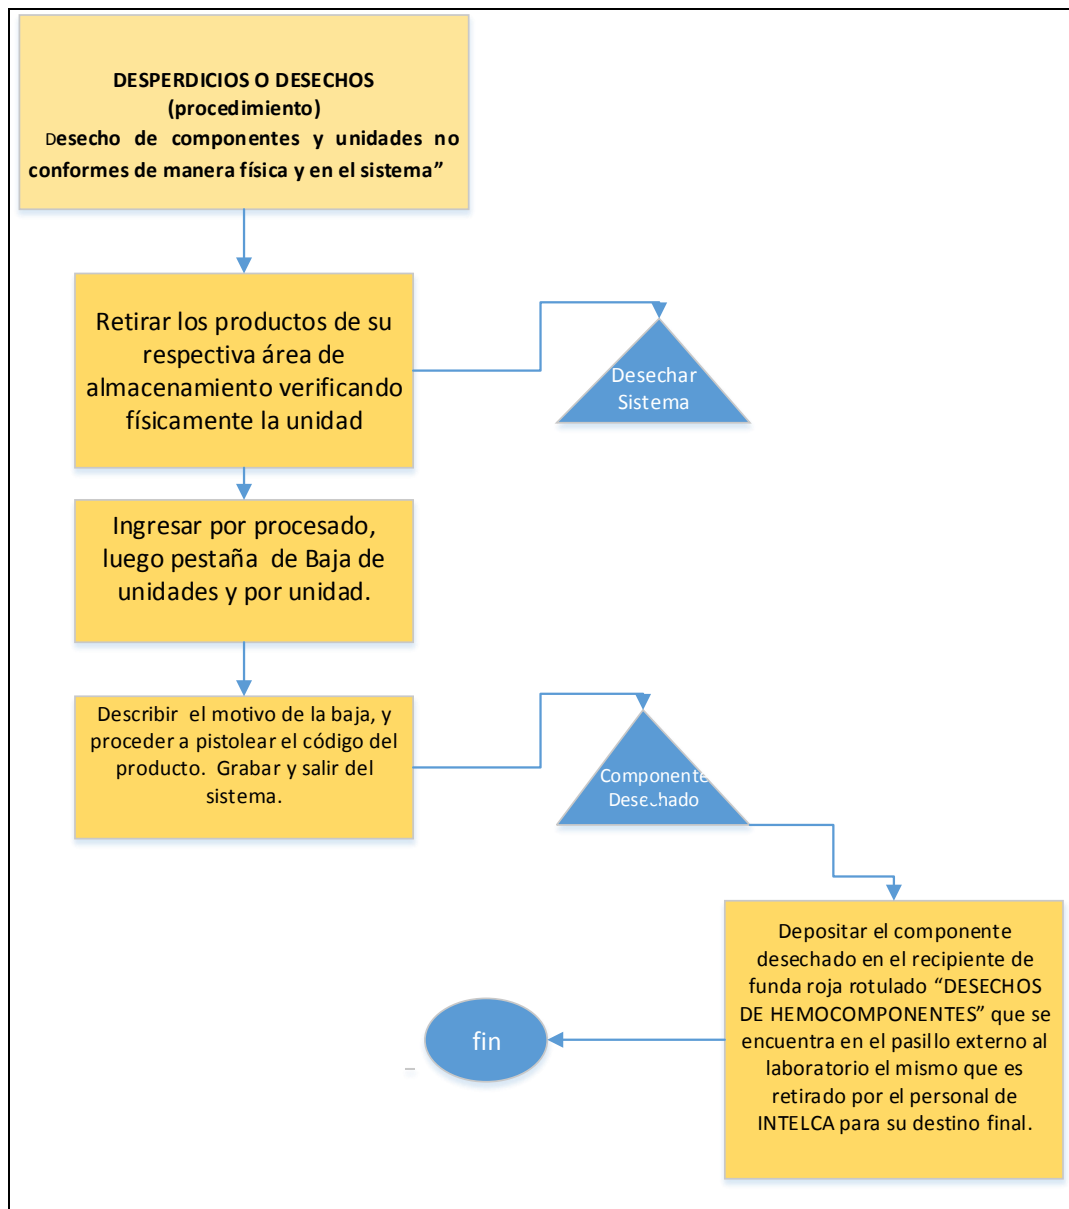 DESPERDICIOS O DESECHOS
(procedimiento)
Desecho de componentes y unidades no
conformes de manera física y en el sistema”
Retirar los productos de su
respectiva área de
almacenamiento verificando
físicamente la unidad
Desechar
Sistema
Ingresar por procesado,
luego pestaña de Baja de
unidades y por unidad.
Describir el motivo de la baja, y
proceder a pistolear el código del
producto. Grabar y salir del
sistema.
Componente
Desechado
Depositar el componente
desechado en el recipiente de
funda roja rotulado “DESECHOS
DE HEMOCOMPONENTES” que se
encuentra en el pasillo externo al
laboratorio el mismo que es
retirado por el personal de
INTELCA para su destino final.
fin